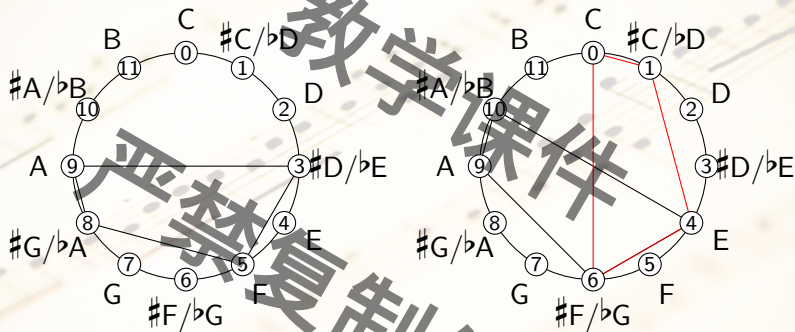 C
♯C/♭D
D
♯D/♭E
E
F
♯F/♭G
G
♯G/♭A
A
♯A/♭B
B
0
1
2
3
4
5
6
7
8
9
10
11
C
♯C/♭D
D
♯D/♭E
E
F
♯F/♭G
G
♯G/♭A
A
♯A/♭B
B
0
1
2
3
4
5
6
7
8
9
10
11
教学课件
严禁复制